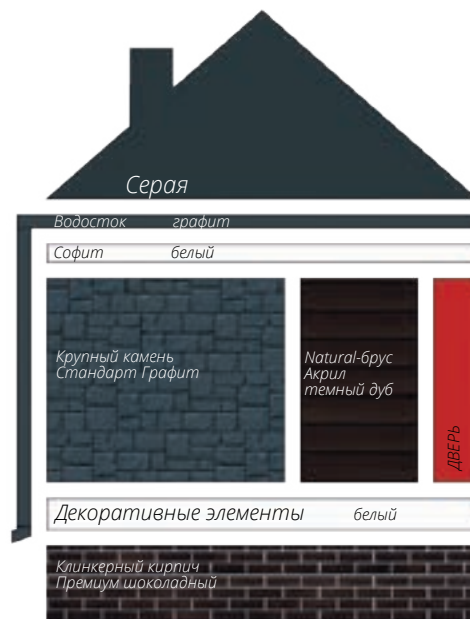 Серая
Водосток графит
Софит белый
Крупный камень
Стандарт Графит
Natural-брус
Акрил
темный дуб
ДВЕРЬ
Декоративные элементы белый
Клинкерный кирпич
Премиум шоколадный